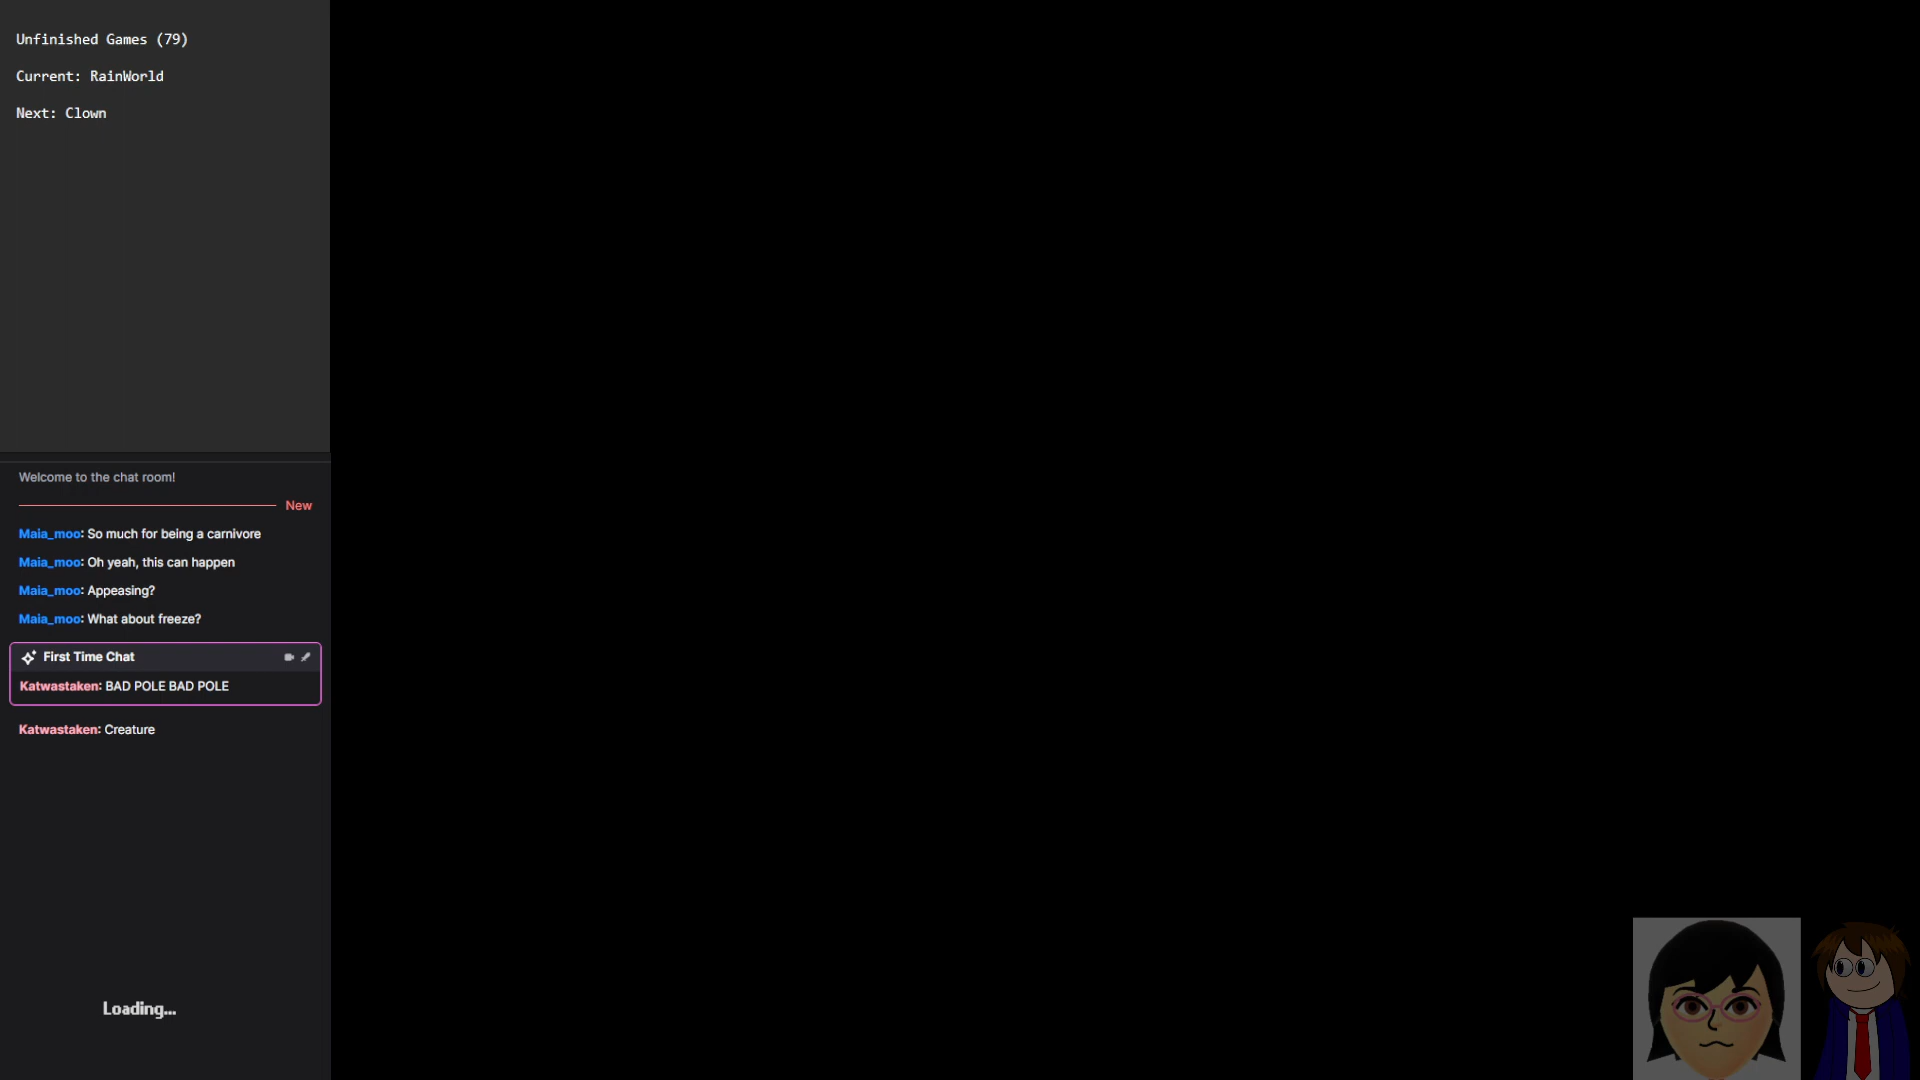 Unfinished Games (79)
Current: RainWorld
Next: Clown
Welcome to the chat room!
New
Maia_moo: So much for being a carnivore
Maia_moo: Oh yeah, this can happen
Maia_moo: Appeasing?
Maia_moo: What about freeze?
First Time Chat
Katwastaken: BAD POLE BAD POLE
Katwastaken: Creature
Loading...